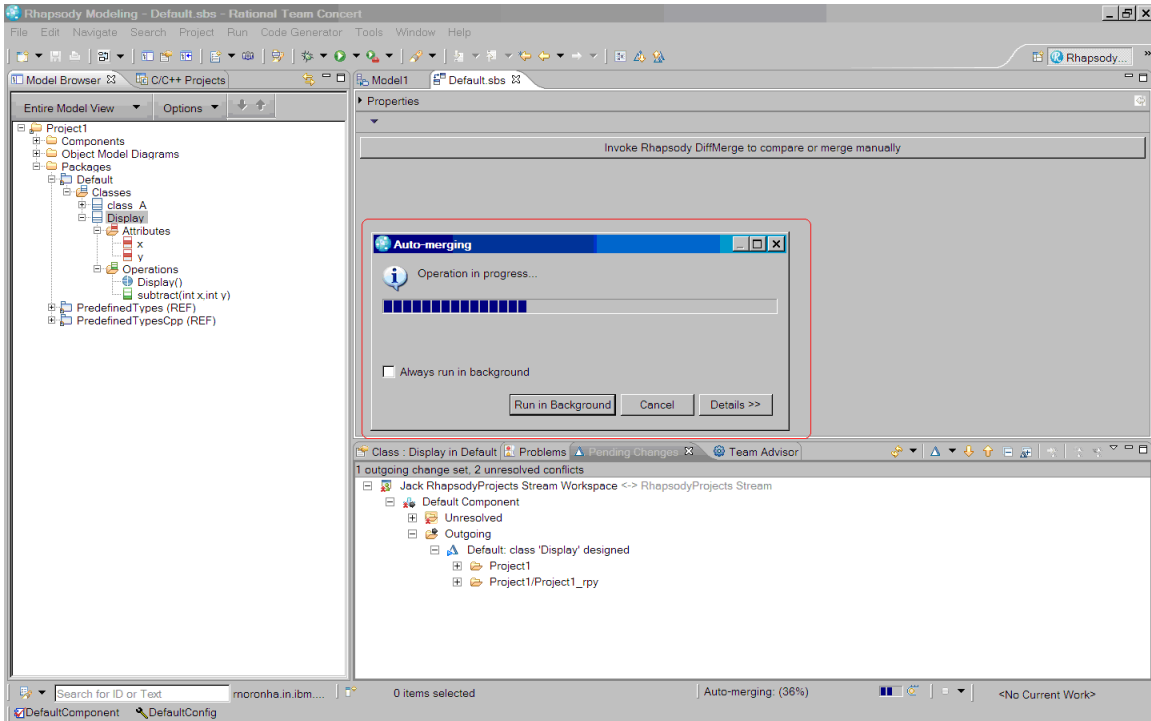 Rhapsody Modeling - Default.sbs - Rational Team Concert
File Edit Navigate Search Project Run Code Generator Tools Window Help
Rhapsody...
Model Browser
C/C++ Projects
Model1
Default.sbs
Entire Model View
Options
Properties
Invoke Rhapsody DiffMerge to compare or merge manually
Project1
Components
Object Model Diagrams
Packages
Default
Classes
class_A
Display
Attributes
x
y
Operations
Display()
subtract(int x,int y)
PredefinedTypes (REF)
PredefinedTypesCpp (REF)
Auto-merging
Operation in progress...
Always run in background
Run in Background
Cancel
Details >>
Class : Display in Default
Problems
Pending Changes
Team Advisor
1 outgoing change set, 2 unresolved conflicts
Jack RhapsodyProjects Stream Workspace <-> RhapsodyProjects Stream
Default Component
Unresolved
Outgoing
Default: class 'Display' designed
Project1
Project1/Project1_rpy
Search for ID or Text
moronha.in.ibm....
0 items selected
Auto-merging: (36%)
<No Current Work>
DefaultComponent
DefaultConfig